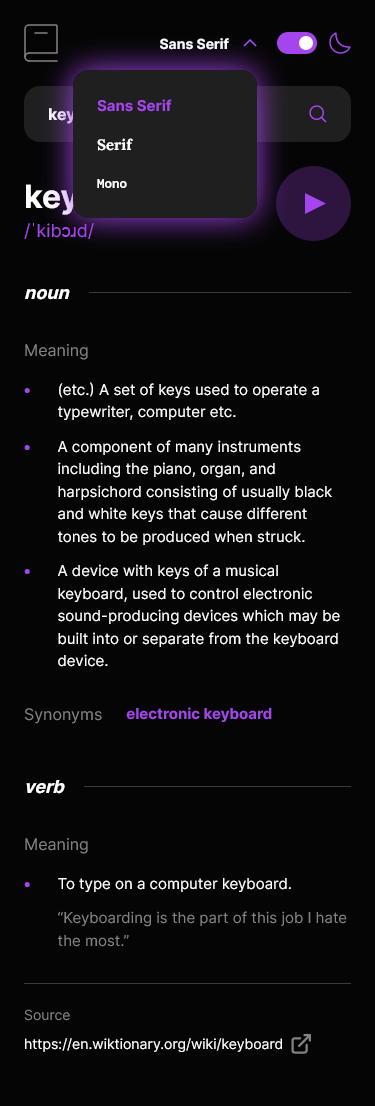 Sans Serif
Sans Serif
Serif
Mono
key
key
/ˈkibɔɹd/
noun
Meaning
(etc.) A set of keys used to operate a
typewriter, computer etc.
A component of many instruments
including the piano, organ, and
harpsichord consisting of usually black
and white keys that cause different
tones to be produced when struck.
A device with keys of a musical
keyboard, used to control electronic
sound-producing devices which may be
built into or separate from the keyboard
device.
Synonyms electronic keyboard
verb
Meaning
To type on a computer keyboard.
“Keyboarding is the part of this job I hate
the most.”
Source
https://en.wiktionary.org/wiki/keyboard